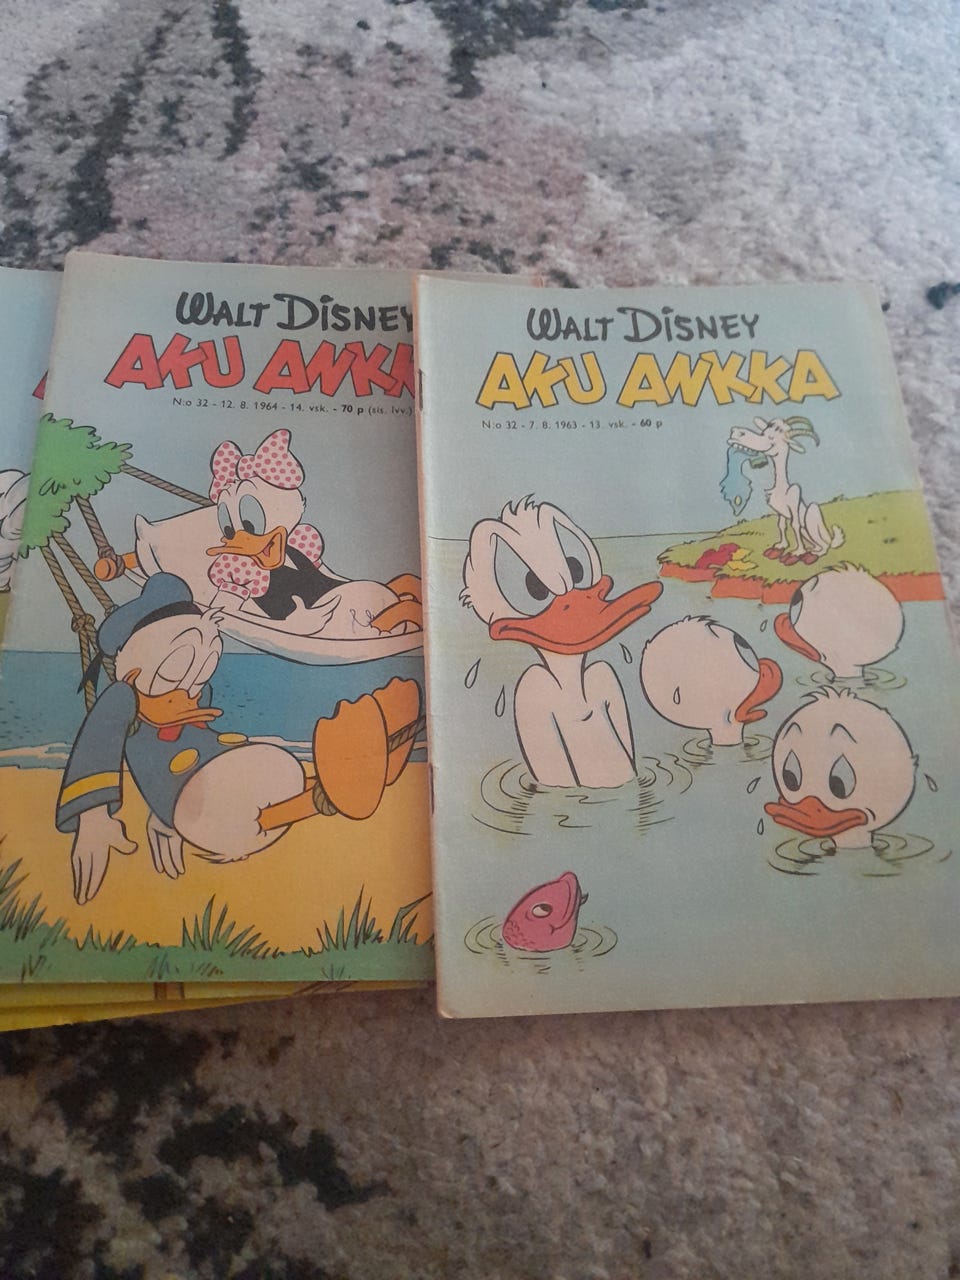 WALT DISNEY
AKU ANKK
N:o 32 - 12. 8. 1964 - 14. vsk. - 70 p (sis. lvv.)
WALT DISNEY
AKU ANKKA
N:o 32 - 7. 8. 1963 - 13. vsk. - 60 p